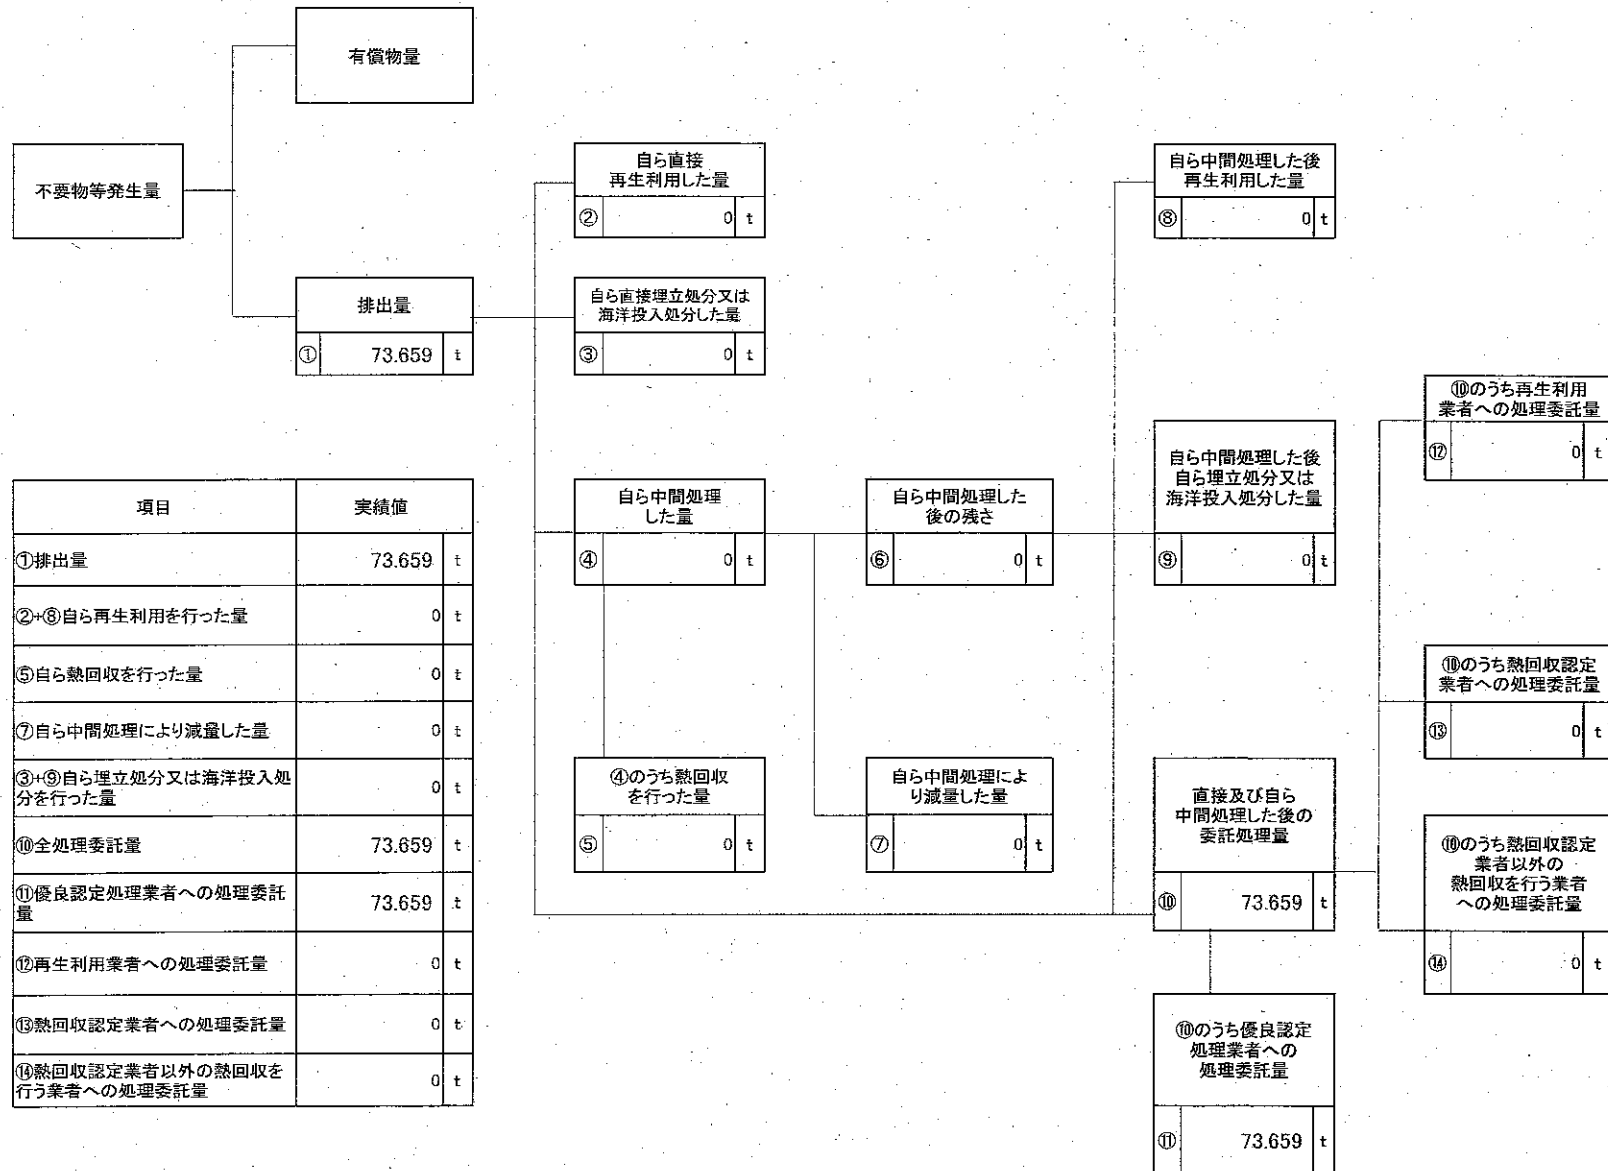 有償物量
不要物等発生量
排出量
① 73.659 t
自ら直接
再生利用した量
② 0 t
自ら直接埋立処分又は
海洋投入処分した量
③ 0 t
自ら中間処理
した量
④ 0 t
④のうち熱回収
を行った量
⑤ 0 t
自ら中間処理した
後の残さ
⑥ 0 t
自ら中間処理によ
り減量した量
⑦ 0 t
自ら中間処理した後
再生利用した量
⑧ 0 t
自ら中間処理した後
自ら埋立処分又は
海洋投入処分した量
⑨ 0 t
直接及び自ら
中間処理した後の
委託処理量
⑩ 73.659 t
⑩のうち優良認定
処理業者への
処理委託量
⑪ 73.659 t
⑩のうち再生利用
業者への処理委託量
⑫ 0 t
⑩のうち熱回収認定
業者への処理委託量
⑬ 0 t
⑩のうち熱回収認定
業者以外の
熱回収を行う業者
への処理委託量
⑭ 0 t
項目 実績値
①排出量 73.659 t
②+⑧自ら再生利用を行った量 0 t
⑤自ら熱回収を行った量 0 t
⑦自ら中間処理により減量した量 0 t
③+⑨自ら埋立処分又は海洋投入処
分を行った量 0 t
⑩全処理委託量 73.659 t
⑪優良認定処理業者への処理委託
量 73.659 t
⑫再生利用業者への処理委託量 0 t
⑬熱回収認定業者への処理委託量 0 t
⑭熱回収認定業者以外の熱回収を
行う業者への処理委託量 0 t